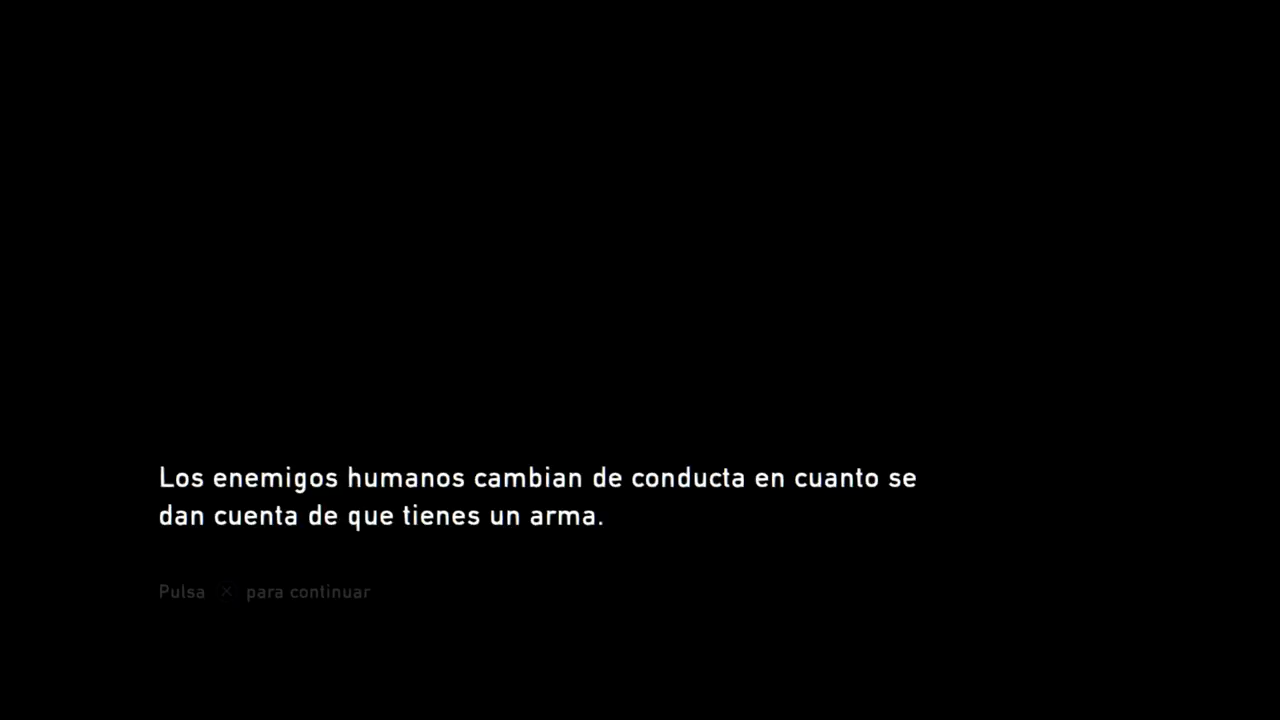 Los enemigos humanos cambian de conducta en cuanto se
dan cuenta de que tienes un arma.
Pulsa ✕ para continuar